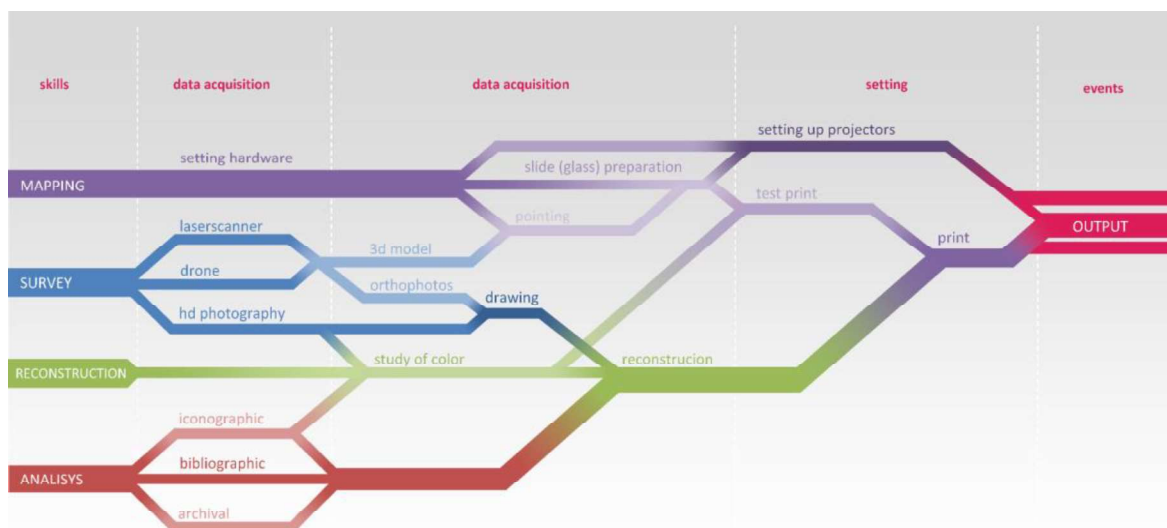 skills
data acquisition
data acquisition
setting
events
setting up projectors
setting hardware
slide (glass) preparation
MAPPING
test print
pointing
laserscanner
OUTPUT
print
3d model
drone
SURVEY
orthophotos
drawing
hd photography
study of color
reconstrucion
RECONSTRUCTION
iconographic
bibliographic
ANALISYS
archival